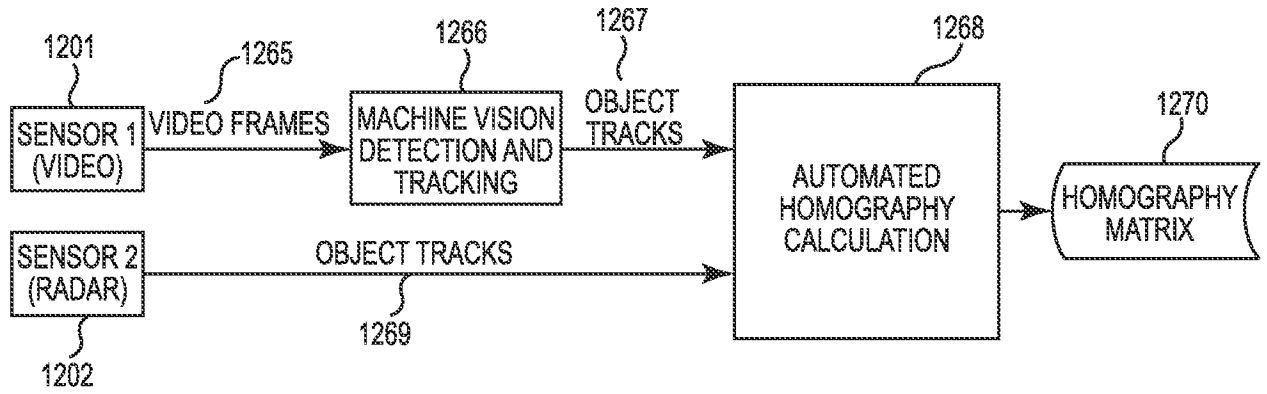 1201
1265
1266
1267
1268
1270
SENSOR 1
(VIDEO)
VIDEO FRAMES
MACHINE VISION
DETECTION AND
TRACKING
OBJECT
TRACKS
AUTOMATED
HOMOGRAPHY
CALCULATION
HOMOGRAPHY
MATRIX
SENSOR 2
(RADAR)
OBJECT TRACKS
1269
1202